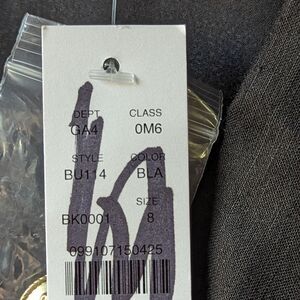 DEPT CLASS
GA4 0M6
STYLE COLOR
BU114 BLA
SIZE
BK0001 8
099107150425